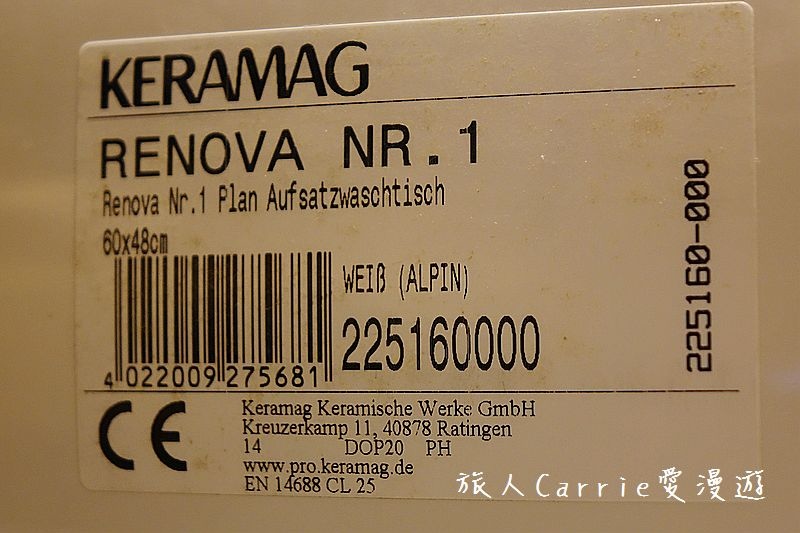 KERAMAG
RENOVA NR.1
Renova Nr.1 Plan Aufsatzwaschtisch
60x48cm
WEIß (ALPIN)
225160000
4 022009 275681
225160-000
CE
Keramag Keramische Werke GmbH
Kreuzerkamp 11, 40878 Ratingen
14 DOP20 PH
www.pro.keramag.de
EN 14688 CL 25
旅人Carrie愛漫遊